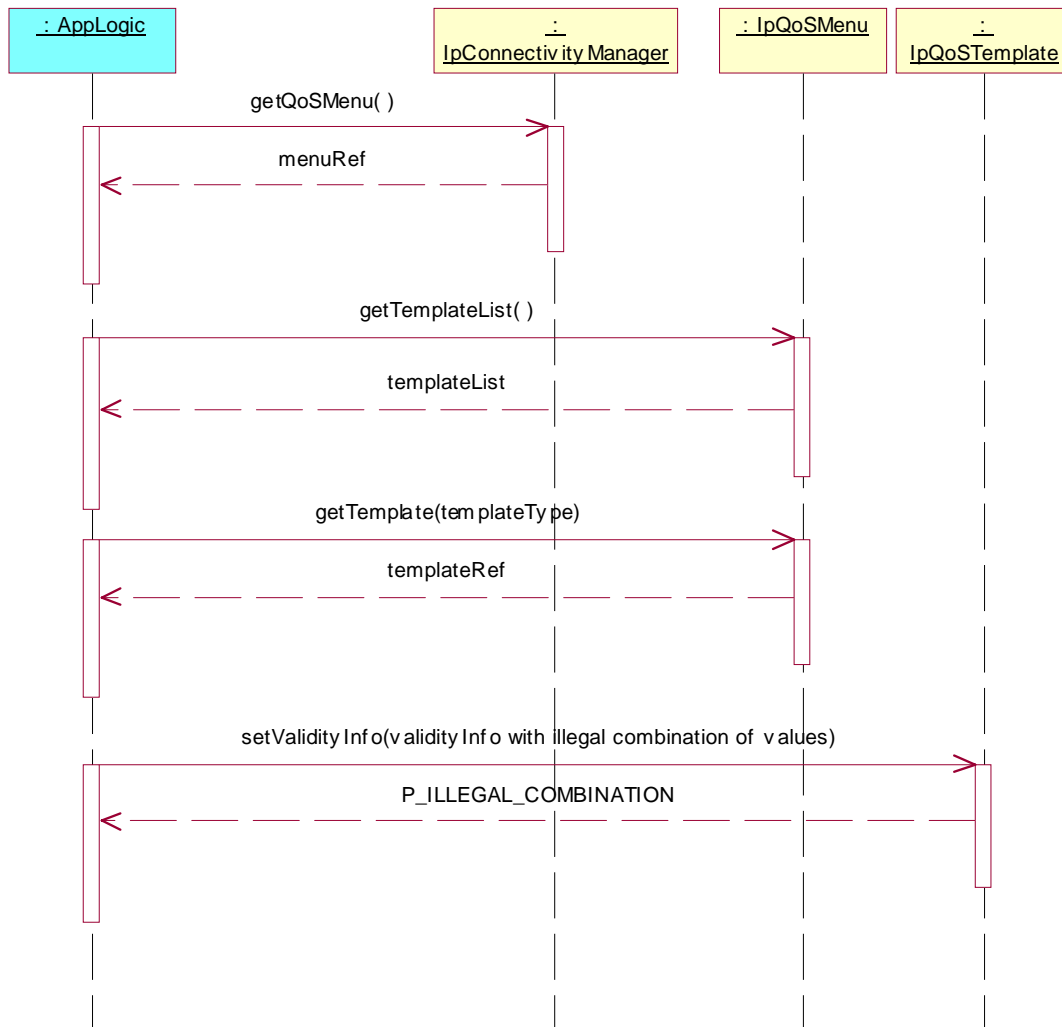 : AppLogic
:
IpConnectivityManager
: IpQoSMenu
:
IpQoSTemplate
getQoSMenu( )
menuRef
getTemplateList( )
templateList
getTemplate(templateType)
templateRef
setValidityInfo(validityInfo with illegal combination of values)
P_ILLEGAL_COMBINATION